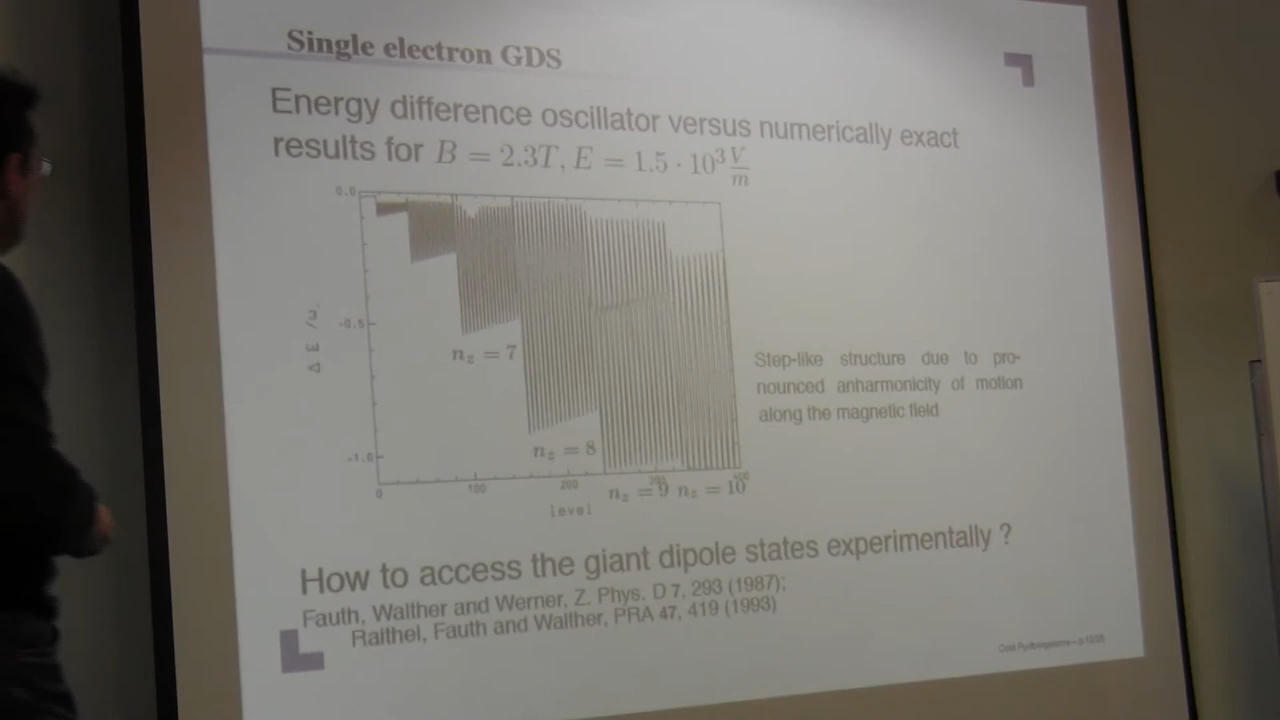 Single electron GDS
Energy difference oscillator versus numerically exact
results for B = 2.3T, E = 1.5 · 10³ V/m
0.0
-0.5
-1.0
n_z = 7
n_z = 8
n_z = 9 n_z = 10
0 100 200 300 400
level
Step-like structure due to pro-
nounced anharmonicity of motion
along the magnetic field
How to access the giant dipole states experimentally ?
Fauth, Walther and Werner, Z. Phys. D 7, 293 (1987);
Raithel, Fauth and Walther, PRA 47, 419 (1993)